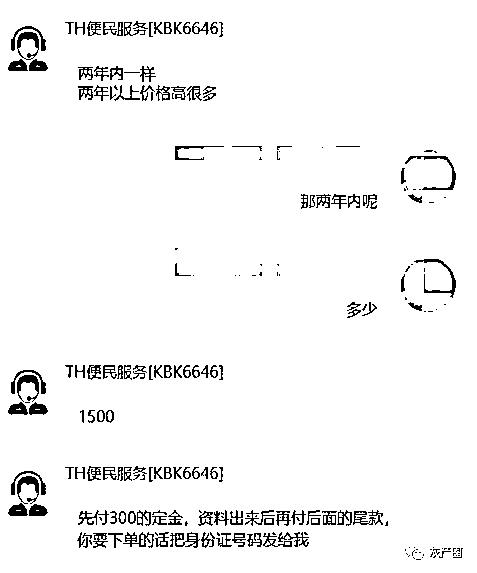 TH便民服务[KBK6646]
两年内一样
两年以上价格高很多
那两年内呢
多少
TH便民服务[KBK6646]
1500
TH便民服务[KBK6646]
先付300的定金，资料出来后再付后面的尾款，
你要下单的话把身份证号码发给我
灰产圈